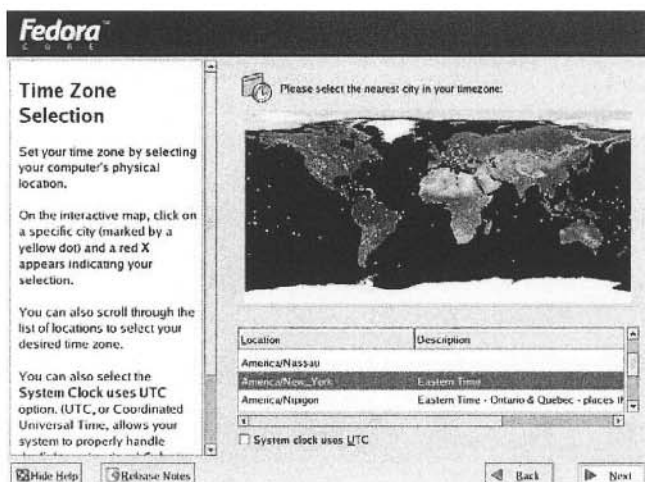 Fedora™
CORE
Time Zone
Selection
Set your time zone by selecting
your computer's physical
location.
On the interactive map, click on
a specific city (marked by a
yellow dot) and a red X
appears indicating your
selection.
You can also scroll through the
list of locations to select your
desired time zone.
You can also select the
System Clock uses UTC
option. (UTC, or Coordinated
Universal Time, allows your
system to properly handle
Please select the nearest city in your timezone:
Location Description
America/Nassau
America/New_York Eastern Time
America/Nipigon Eastern Time - Ontario & Quebec - places th
System clock uses UTC
Hide Help Release Notes Back Next